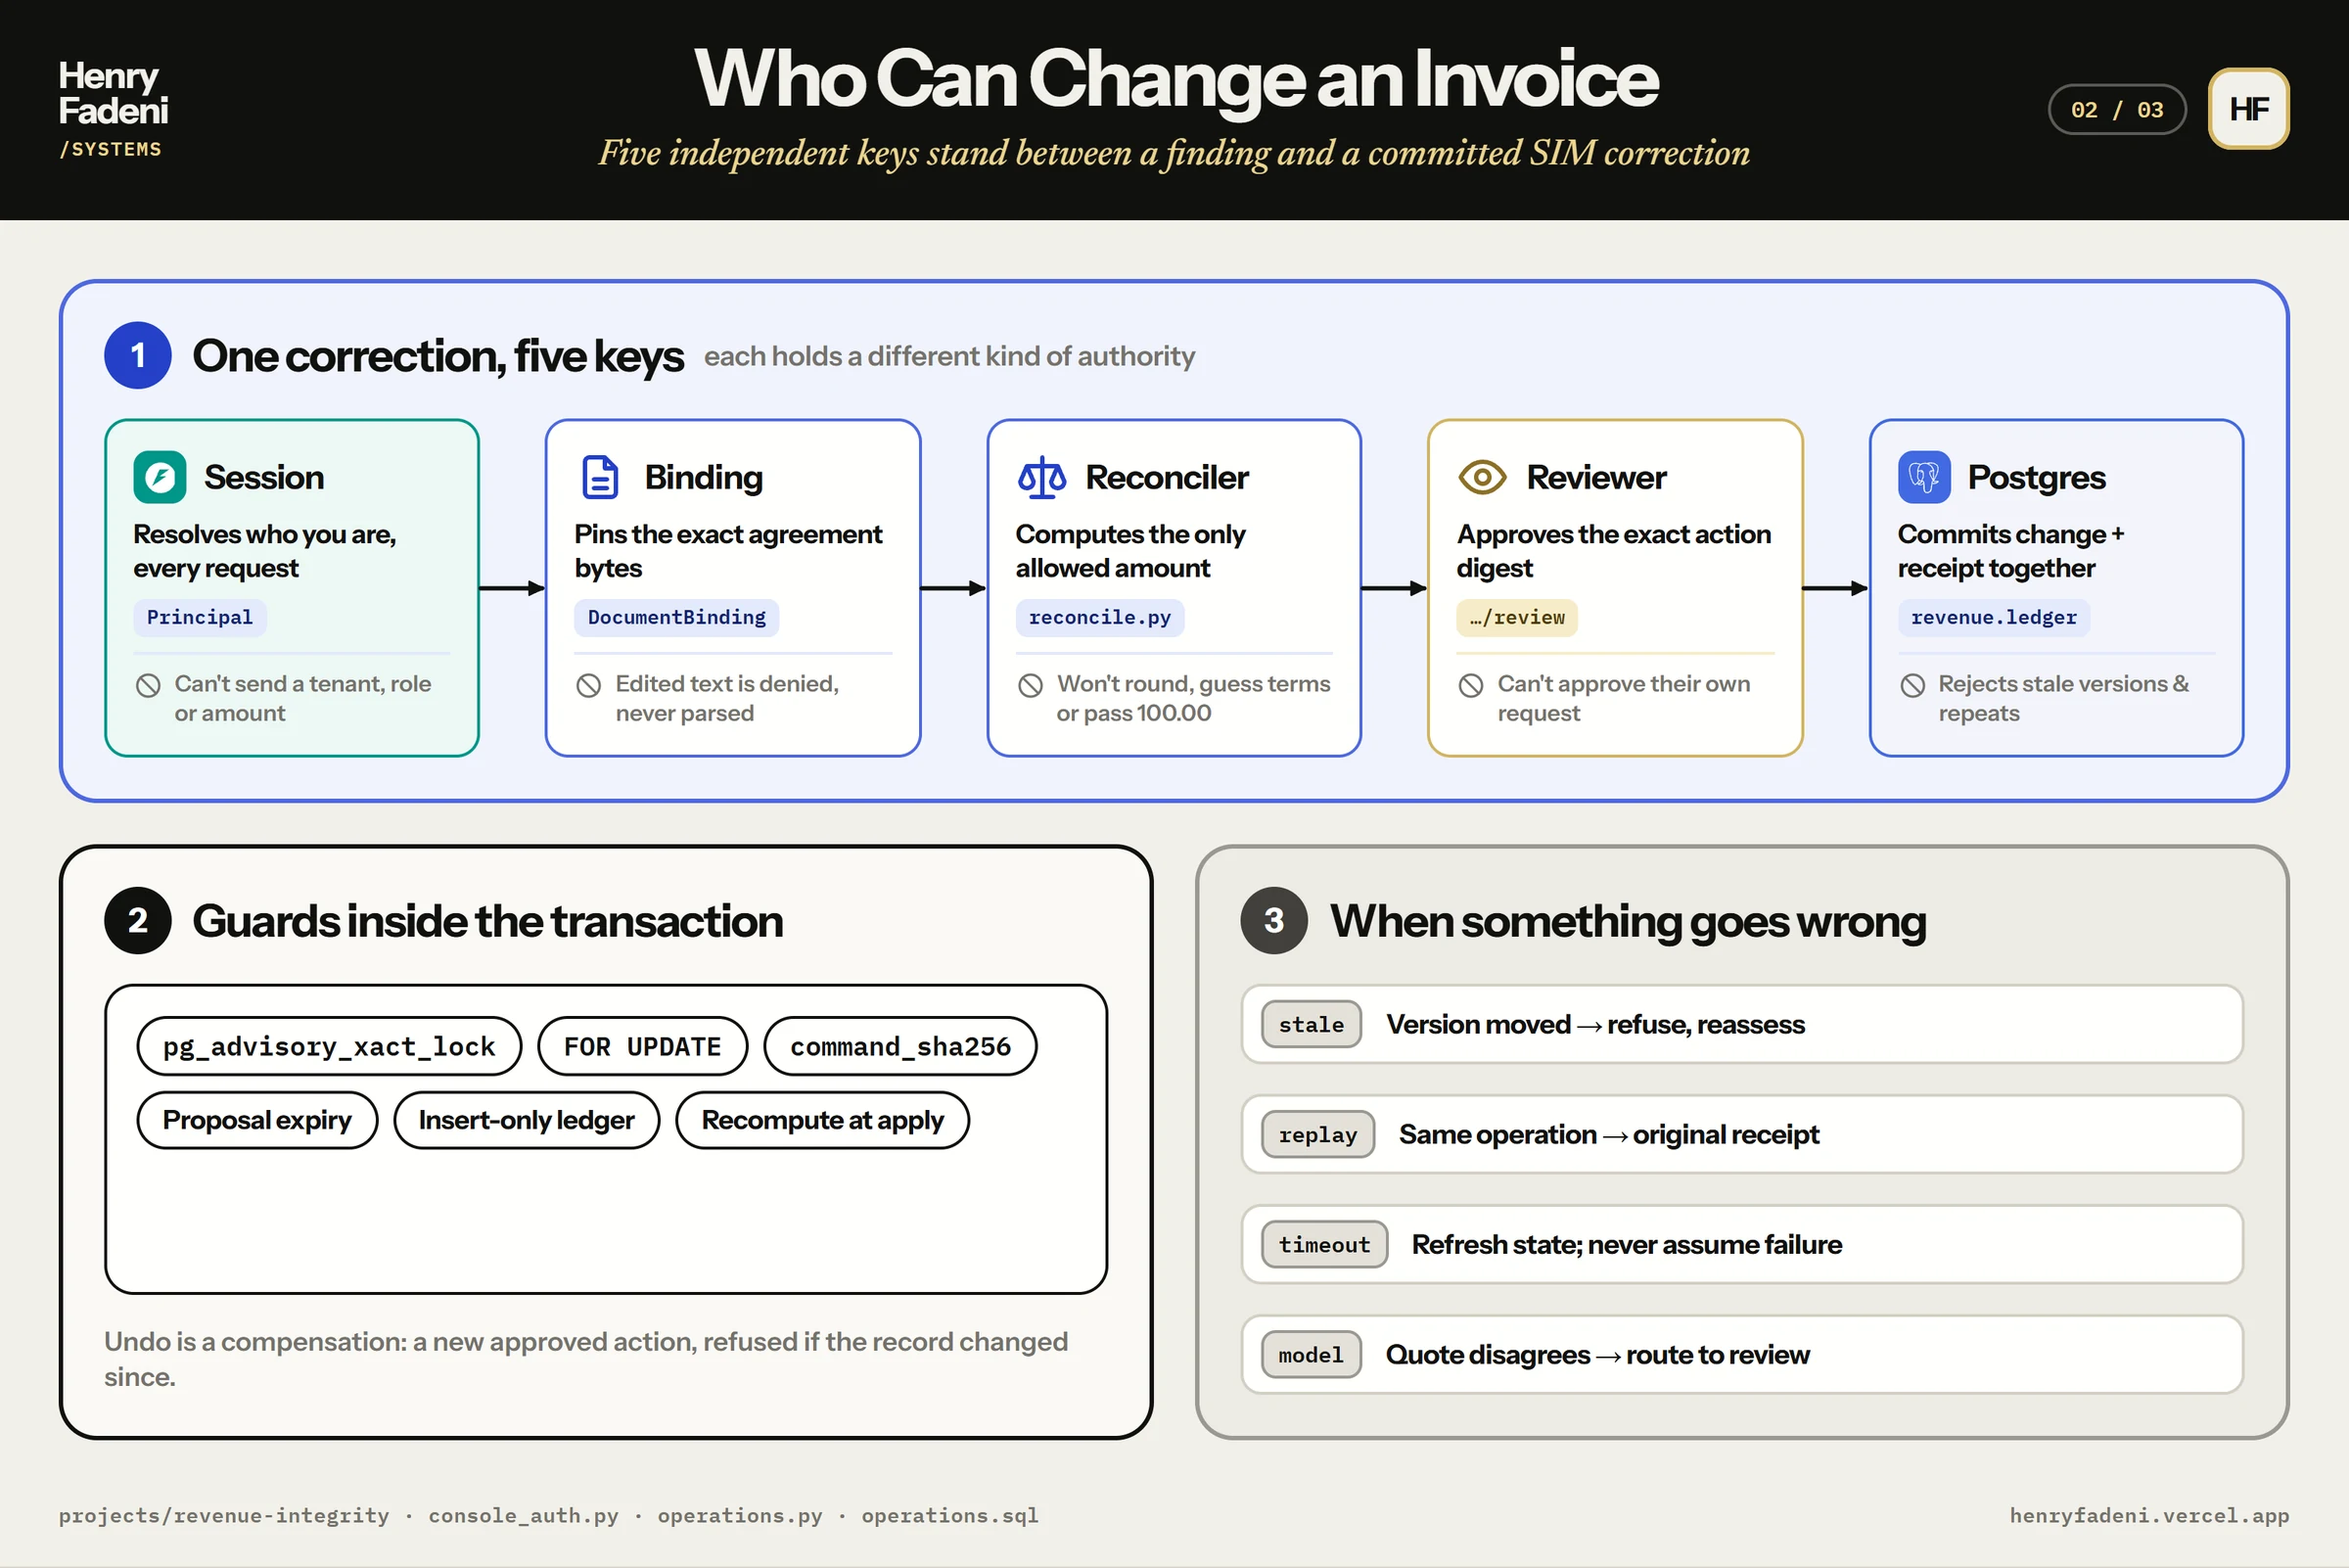 Henry
Fadeni
/SYSTEMS
Who Can Change an Invoice
Five independent keys stand between a finding and a committed SIM correction
02 / 03
HF
1
One correction, five keys each holds a different kind of authority
Session
Resolves who you are,
every request
Principal
Can't send a tenant, role
or amount
Binding
Pins the exact agreement
bytes
DocumentBinding
Edited text is denied,
never parsed
Reconciler
Computes the only
allowed amount
reconcile.py
Won't round, guess terms
or pass 100.00
Reviewer
Approves the exact action
digest
…/review
Can't approve their own
request
Postgres
Commits change +
receipt together
revenue.ledger
Rejects stale versions &
repeats
2
Guards inside the transaction
pg_advisory_xact_lock FOR UPDATE command_sha256
Proposal expiry Insert-only ledger Recompute at apply
Undo is a compensation: a new approved action, refused if the record changed
since.
3
When something goes wrong
stale Version moved → refuse, reassess
replay Same operation → original receipt
timeout Refresh state; never assume failure
model Quote disagrees → route to review
projects/revenue-integrity · console_auth.py · operations.py · operations.sql
henryfadeni.vercel.app